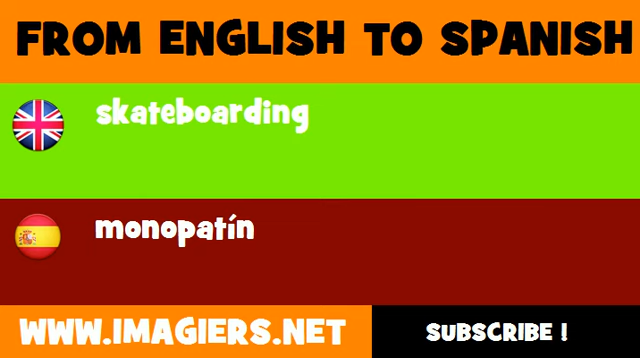 FROM ENGLISH TO SPANISH
skateboarding
monopatín
WWW.IMAGIERS.NET
SUBSCRIBE !